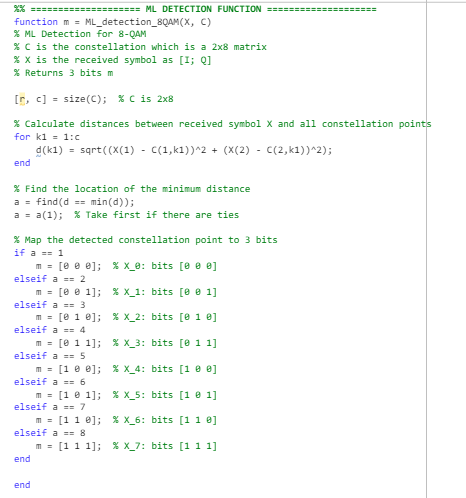 %% ==================== ML DETECTION FUNCTION ====================
function m = ML_detection_8QAM(X, C)
% ML Detection for 8-QAM
% C is the constellation which is a 2x8 matrix
% X is the received symbol as [I; Q]
% Returns 3 bits m

[r, c] = size(C);  % C is 2x8

% Calculate distances between received symbol X and all constellation points
for k1 = 1:c
    d(k1) = sqrt((X(1) - C(1,k1))^2 + (X(2) - C(2,k1))^2);
end

% Find the location of the minimum distance
a = find(d == min(d));
a = a(1);  % Take first if there are ties

% Map the detected constellation point to 3 bits
if a == 1
    m = [0 0 0];  % X_0: bits [0 0 0]
elseif a == 2
    m = [0 0 1];  % X_1: bits [0 0 1]
elseif a == 3
    m = [0 1 0];  % X_2: bits [0 1 0]
elseif a == 4
    m = [0 1 1];  % X_3: bits [0 1 1]
elseif a == 5
    m = [1 0 0];  % X_4: bits [1 0 0]
elseif a == 6
    m = [1 0 1];  % X_5: bits [1 0 1]
elseif a == 7
    m = [1 1 0];  % X_6: bits [1 1 0]
elseif a == 8
    m = [1 1 1];  % X_7: bits [1 1 1]
end

end